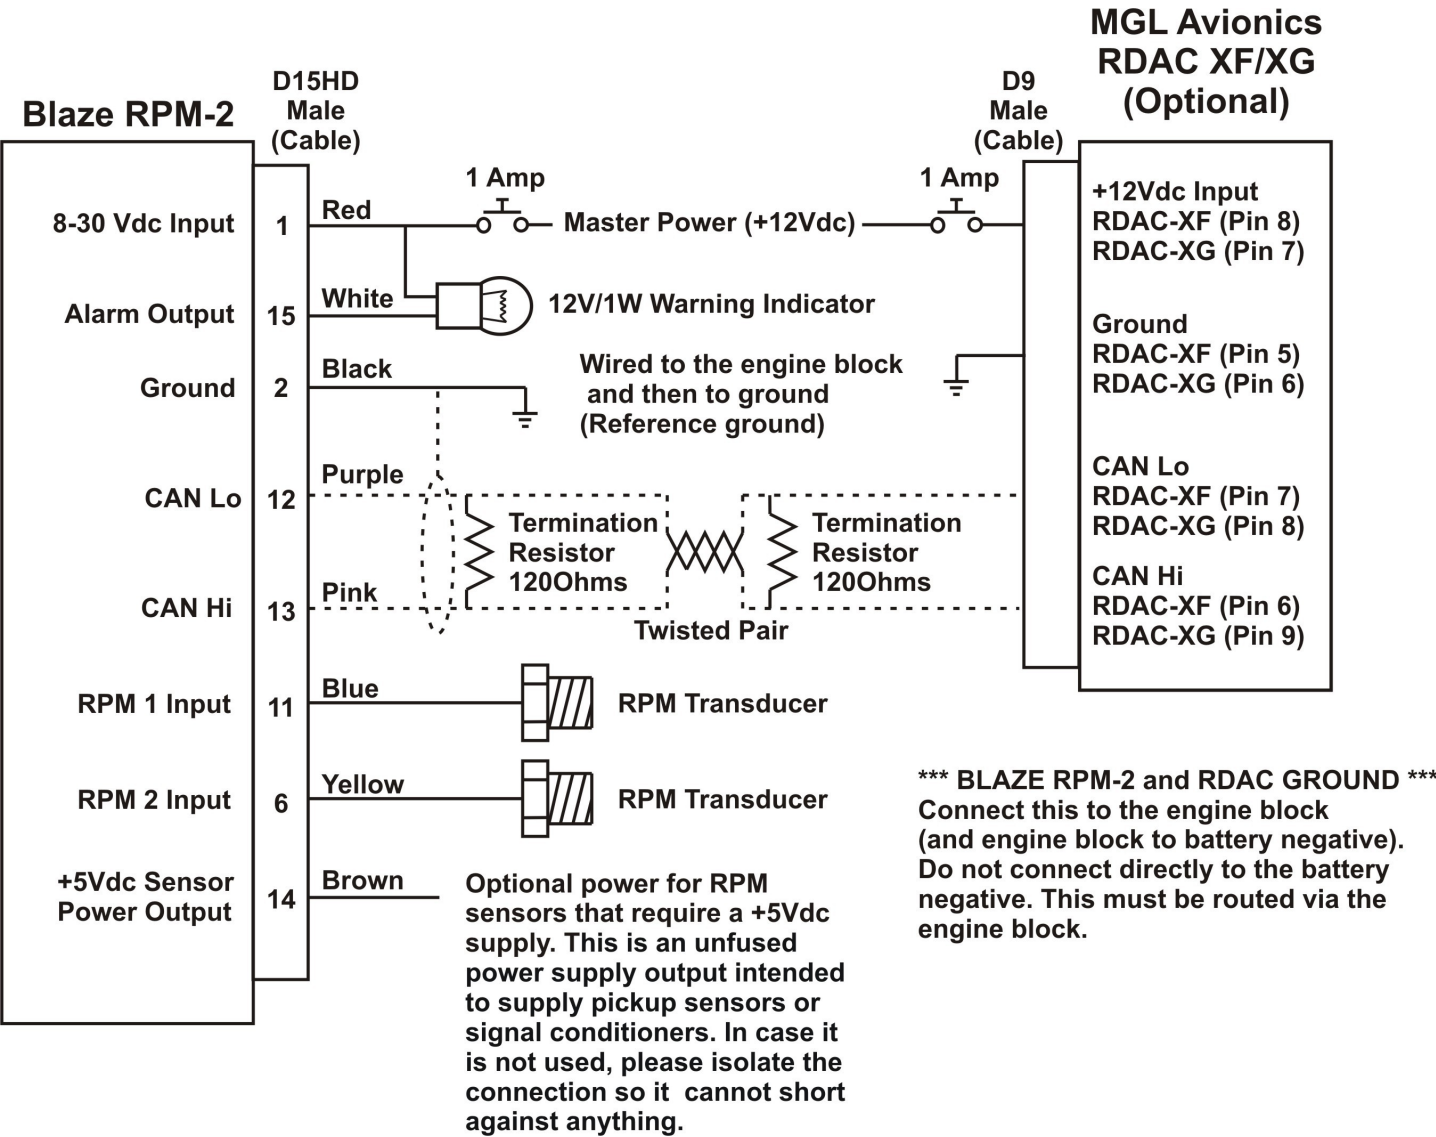 MGL Avionics
RDAC XF/XG
(Optional)
D15HD
Male
(Cable)
D9
Male
(Cable)
Blaze RPM-2
8-30 Vdc Input
1
Red
1 Amp
Master Power (+12Vdc)
1 Amp
+12Vdc Input
RDAC-XF (Pin 8)
RDAC-XG (Pin 7)
Alarm Output
15
White
12V/1W Warning Indicator
Ground
2
Black
Wired to the engine block
and then to ground
(Reference ground)
Ground
RDAC-XF (Pin 5)
RDAC-XG (Pin 6)
CAN Lo
12
Purple
Termination
Resistor
120Ohms
Termination
Resistor
120Ohms
CAN Lo
RDAC-XF (Pin 7)
RDAC-XG (Pin 8)
CAN Hi
13
Pink
Twisted Pair
CAN Hi
RDAC-XF (Pin 6)
RDAC-XG (Pin 9)
RPM 1 Input
11
Blue
RPM Transducer
RPM 2 Input
6
Yellow
RPM Transducer
+5Vdc Sensor
Power Output
14
Brown
Optional power for RPM
sensors that require a +5Vdc
supply. This is an unfused
power supply output intended
to supply pickup sensors or
signal conditioners. In case it
is not used, please isolate the
connection so it cannot short
against anything.
*** BLAZE RPM-2 and RDAC GROUND ***
Connect this to the engine block
(and engine block to battery negative).
Do not connect directly to the battery
negative. This must be routed via the
engine block.